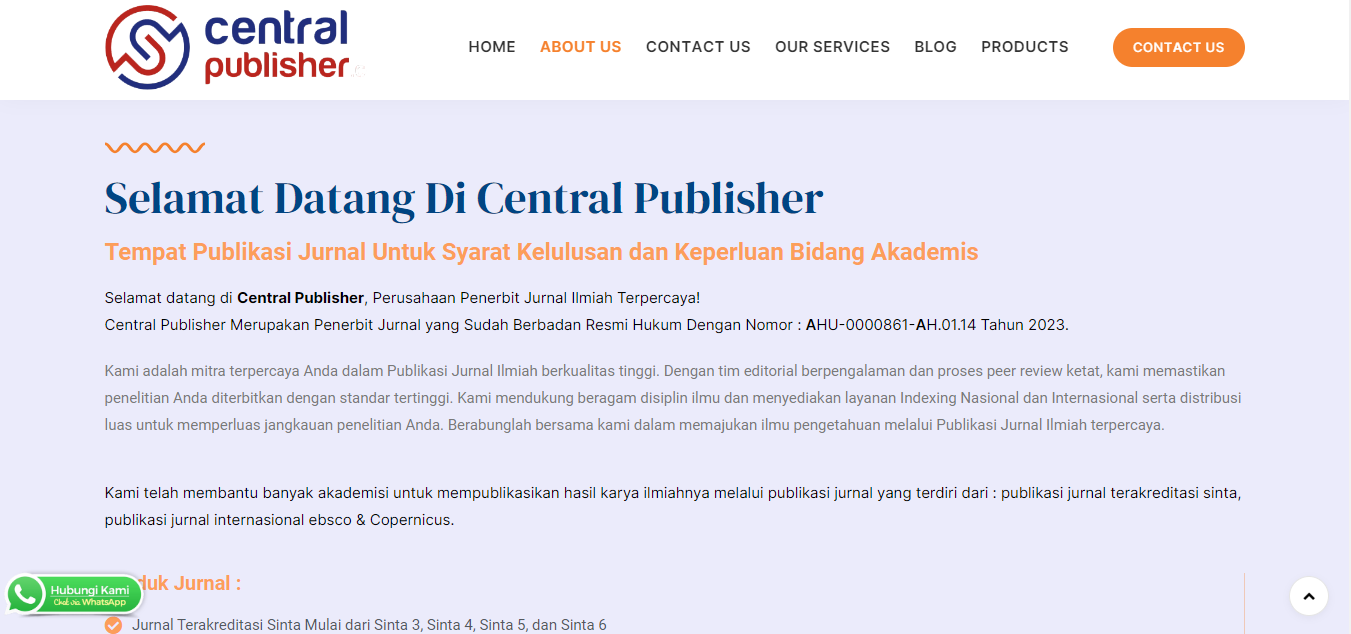 central
publisher
HOME ABOUT US CONTACT US OUR SERVICES BLOG PRODUCTS CONTACT US
Selamat Datang Di Central Publisher
Tempat Publikasi Jurnal Untuk Syarat Kelulusan dan Keperluan Bidang Akademis
Selamat datang di Central Publisher, Perusahaan Penerbit Jurnal Ilmiah Terpercaya!
Central Publisher Merupakan Penerbit Jurnal yang Sudah Berbadan Resmi Hukum Dengan Nomor : AHU-0000861-AH.01.14 Tahun 2023.
Kami adalah mitra terpercaya Anda dalam Publikasi Jurnal Ilmiah berkualitas tinggi. Dengan tim editorial berpengalaman dan proses peer review ketat, kami memastikan
penelitian Anda diterbitkan dengan standar tertinggi. Kami mendukung beragam disiplin ilmu dan menyediakan layanan Indexing Nasional dan Internasional serta distribusi
luas untuk memperluas jangkauan penelitian Anda. Berabunglah bersama kami dalam memajukan ilmu pengetahuan melalui Publikasi Jurnal Ilmiah terpercaya.
Kami telah membantu banyak akademisi untuk mempublikasikan hasil karya ilmiahnya melalui publikasi jurnal yang terdiri dari : publikasi jurnal terakreditasi sinta,
publikasi jurnal internasional ebsco & Copernicus.
duk Jurnal :
Hubungi Kami
Chat via WhatsApp
Jurnal Terakreditasi Sinta Mulai dari Sinta 3, Sinta 4, Sinta 5, dan Sinta 6